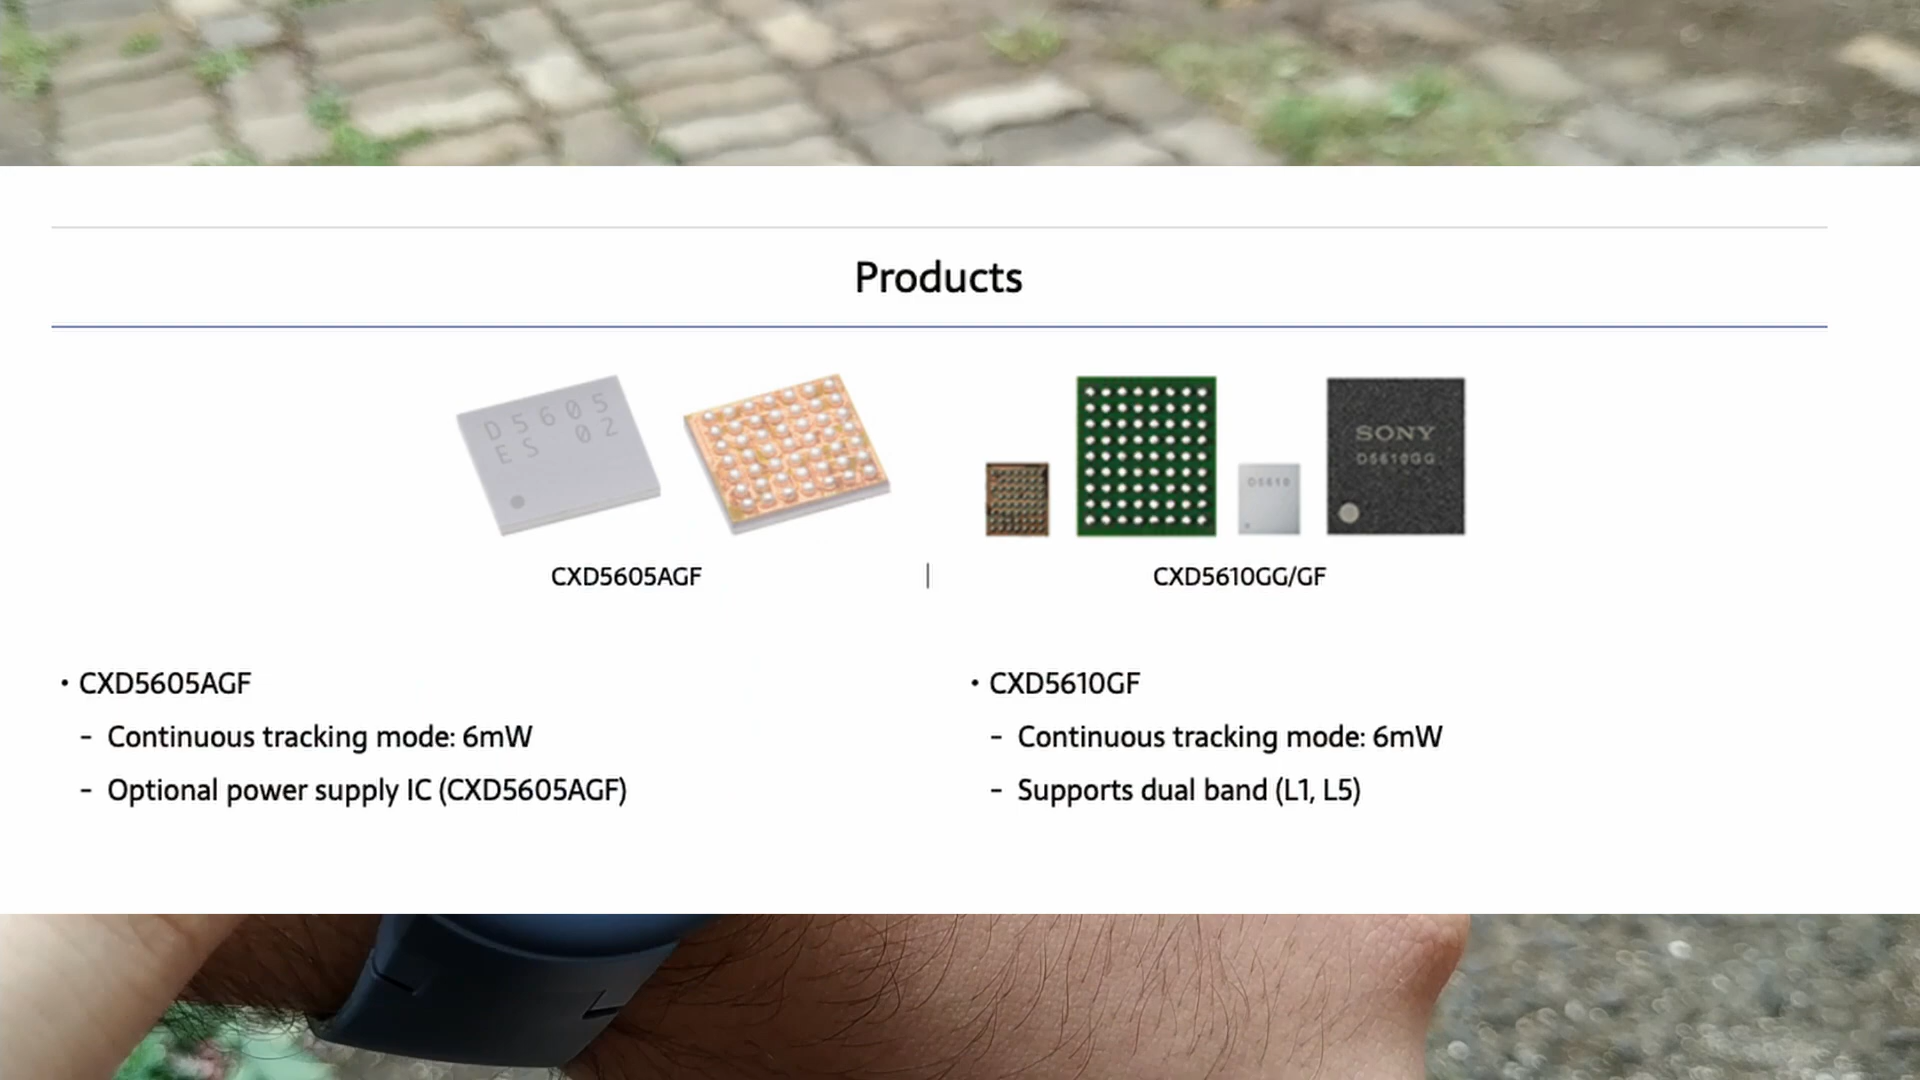 Products
D5605
ES 02
D5610
SONY
D5610GG
CXD5605AGF
|
CXD5610GG/GF
・CXD5605AGF
- Continuous tracking mode: 6mW
- Optional power supply IC (CXD5605AGF)
・CXD5610GF
- Continuous tracking mode: 6mW
- Supports dual band (L1, L5)